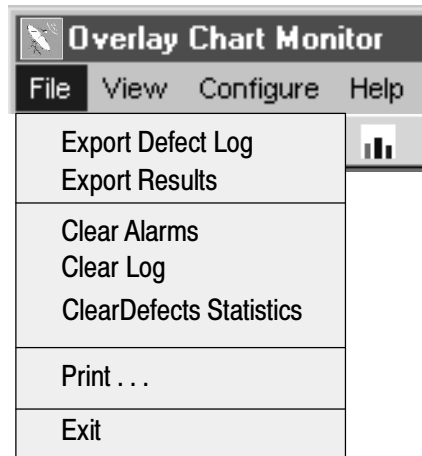 Overlay Chart Monitor
File View Configure Help
Export Defect Log
Export Results
Clear Alarms
Clear Log
ClearDefects Statistics
Print . . .
Exit